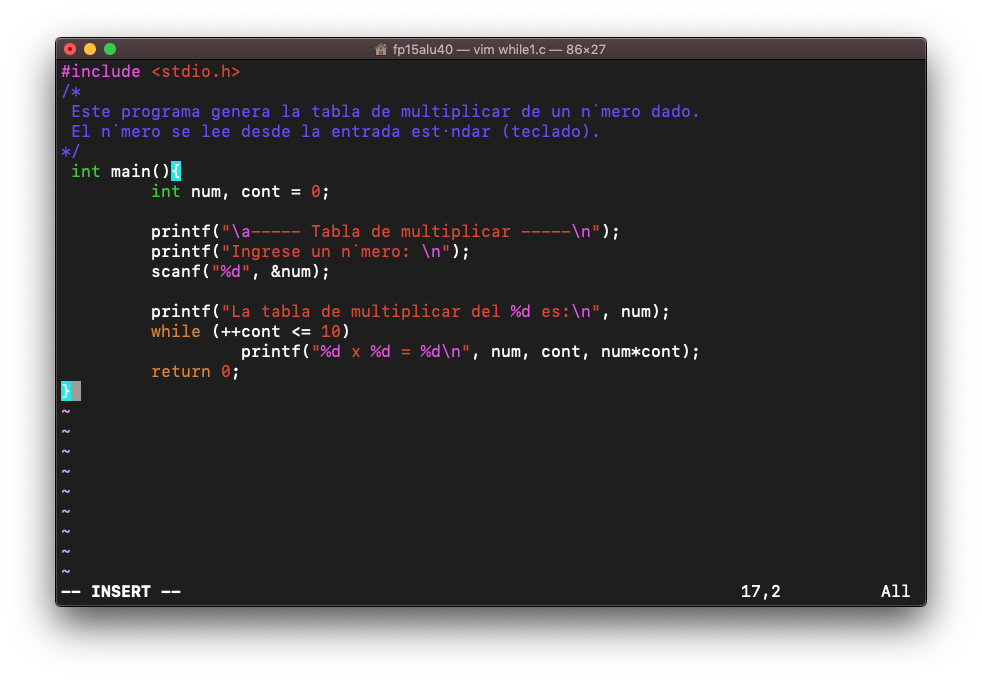 fp15alu40 — vim while1.c — 86×27
#include <stdio.h>
/*
 Este programa genera la tabla de multiplicar de un n˙mero dado.
 El n˙mero se lee desde la entrada est·ndar (teclado).
*/
 int main(){
         int num, cont = 0;

         printf("\a----- Tabla de multiplicar -----\n");
         printf("Ingrese un n˙mero: \n");
         scanf("%d", &num);

         printf("La tabla de multiplicar del %d es:\n", num);
         while (++cont <= 10)
                  printf("%d x %d = %d\n", num, cont, num*cont);
         return 0;
}
~
~
~
~
~
~
~
~
~
-- INSERT -- 17,2 All